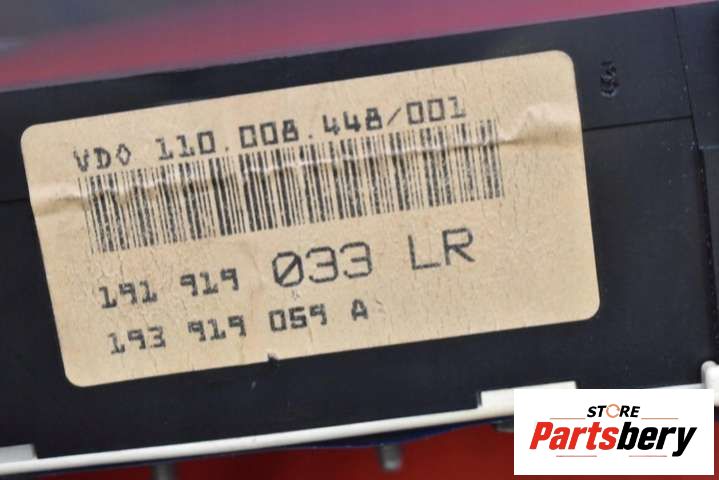 VDO 110.008.448/001
191 919 033 LR
193 919 059 A
STORE
Partsbery